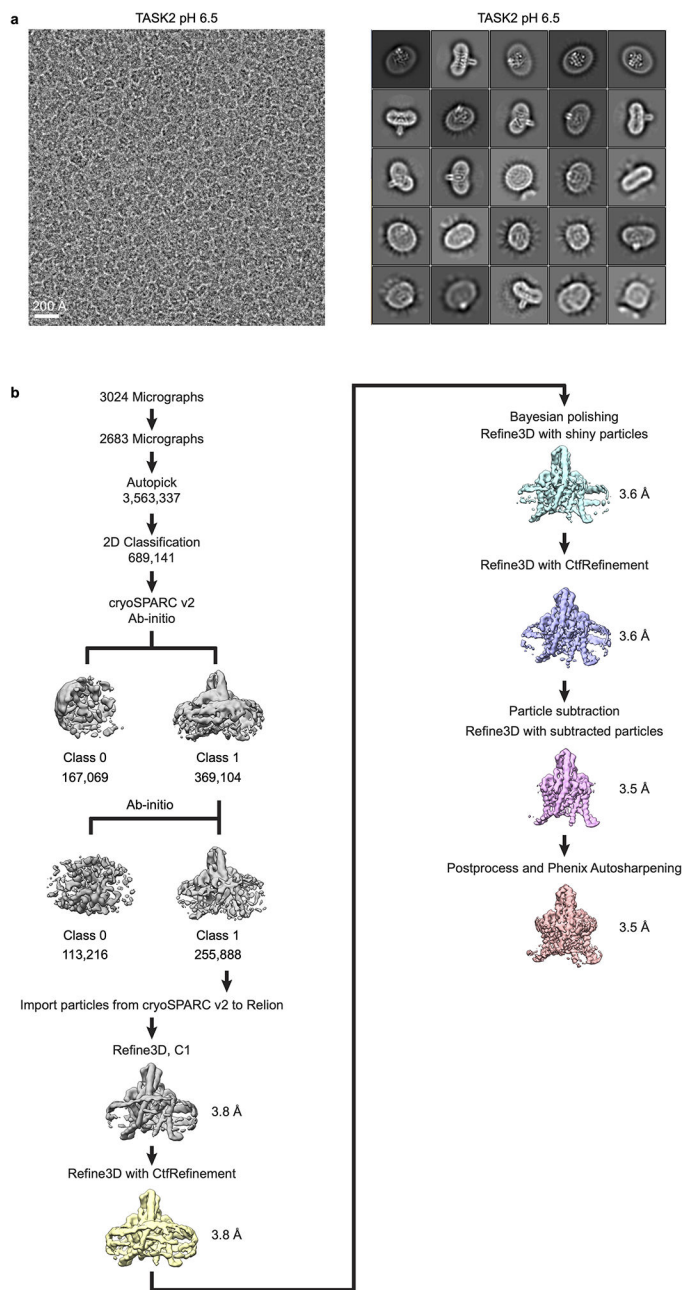 a
TASK2 pH 6.5
TASK2 pH 6.5
200 Å
b
3024 Micrographs
2683 Micrographs
Autopick
3,563,337
2D Classification
689,141
cryoSPARC v2
Ab-initio
Class 0
Class 1
167,069
369,104
Ab-initio
Class 0
Class 1
113,216
255,888
Import particles from cryoSPARC v2 to Relion
Refine3D, C1
3.8 Å
Refine3D with CtfRefinement
3.8 Å
Bayesian polishing
Refine3D with shiny particles
3.6 Å
Refine3D with CtfRefinement
3.6 Å
Particle subtraction
Refine3D with subtracted particles
3.5 Å
Postprocess and Phenix Autosharpening
3.5 Å